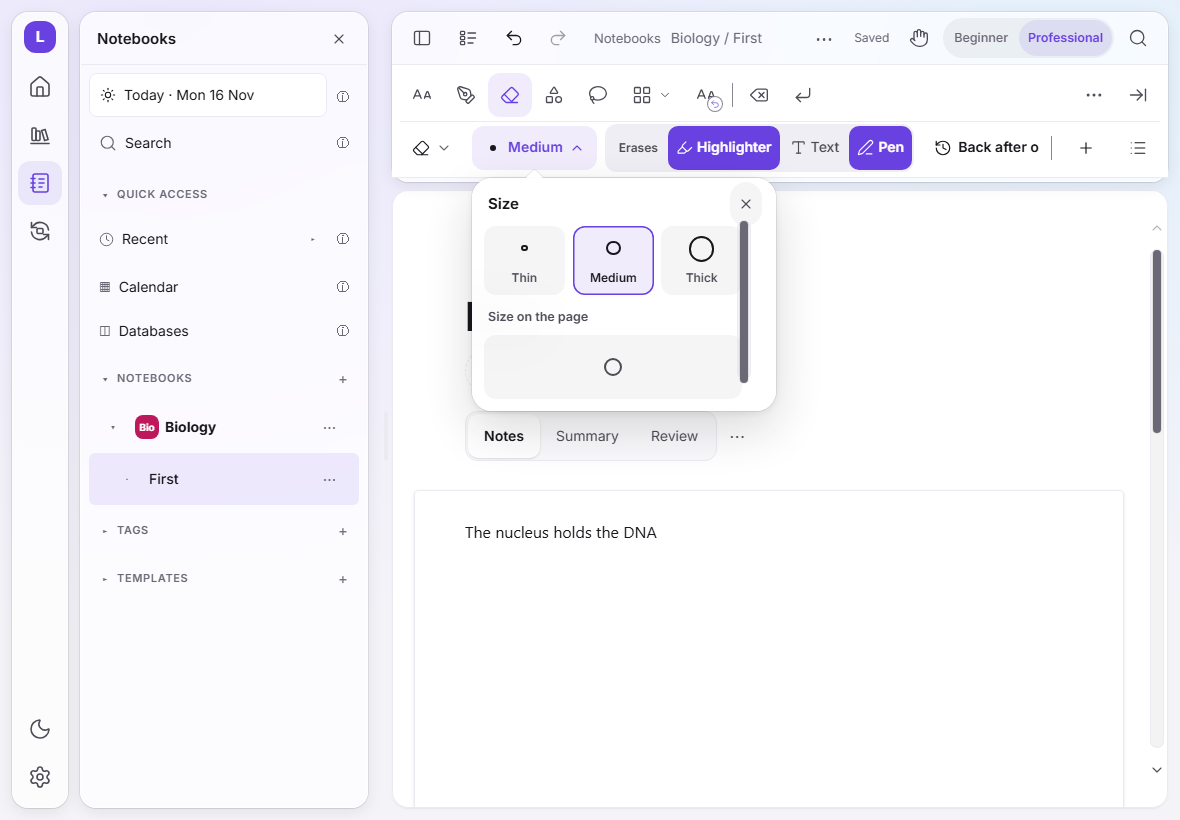 L
Notebooks
Today · Mon 16 Nov
Search
QUICK ACCESS
Recent
Calendar
Databases
NOTEBOOKS
Bio Biology
First
TAGS
TEMPLATES
Notebooks Biology / First
Saved
Beginner Professional
AA
AA
Medium
Erases Highlighter Text Pen
Back after o
Size
Thin Medium Thick
Size on the page
Notes Summary Review
The nucleus holds the DNA